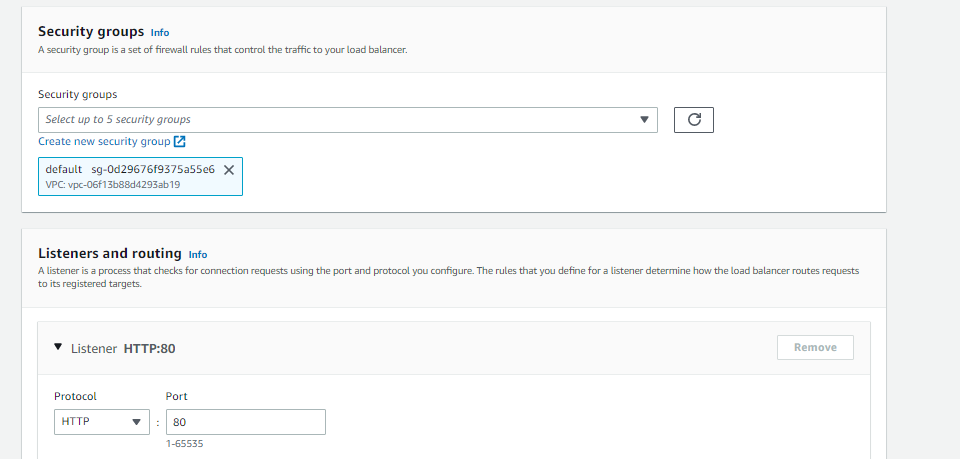 Security groups Info
A security group is a set of firewall rules that control the traffic to your load balancer.
Security groups
Select up to 5 security groups
Create new security group
default sg-0d29676f9375a55e6
VPC: vpc-06f13b88d4293ab19
Listeners and routing Info
A listener is a process that checks for connection requests using the port and protocol you configure. The rules that you define for a listener determine how the load balancer routes requests
to its registered targets.
Listener HTTP:80
Remove
Protocol Port
HTTP : 80
1-65535